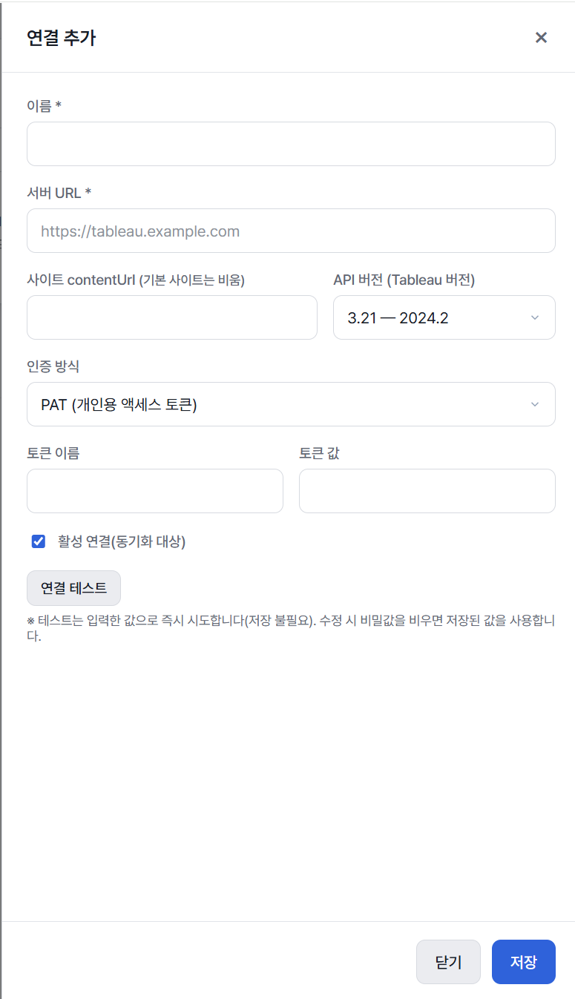 연결 추가
이름 *
서버 URL *
https://tableau.example.com
사이트 contentUrl (기본 사이트는 비움)
API 버전 (Tableau 버전)
3.21 — 2024.2
인증 방식
PAT (개인용 액세스 토큰)
토큰 이름
토큰 값
활성 연결(동기화 대상)
연결 테스트
※ 테스트는 입력한 값으로 즉시 시도합니다(저장 불필요). 수정 시 비밀값을 비우면 저장된 값을 사용합니
다.
닫기
저장